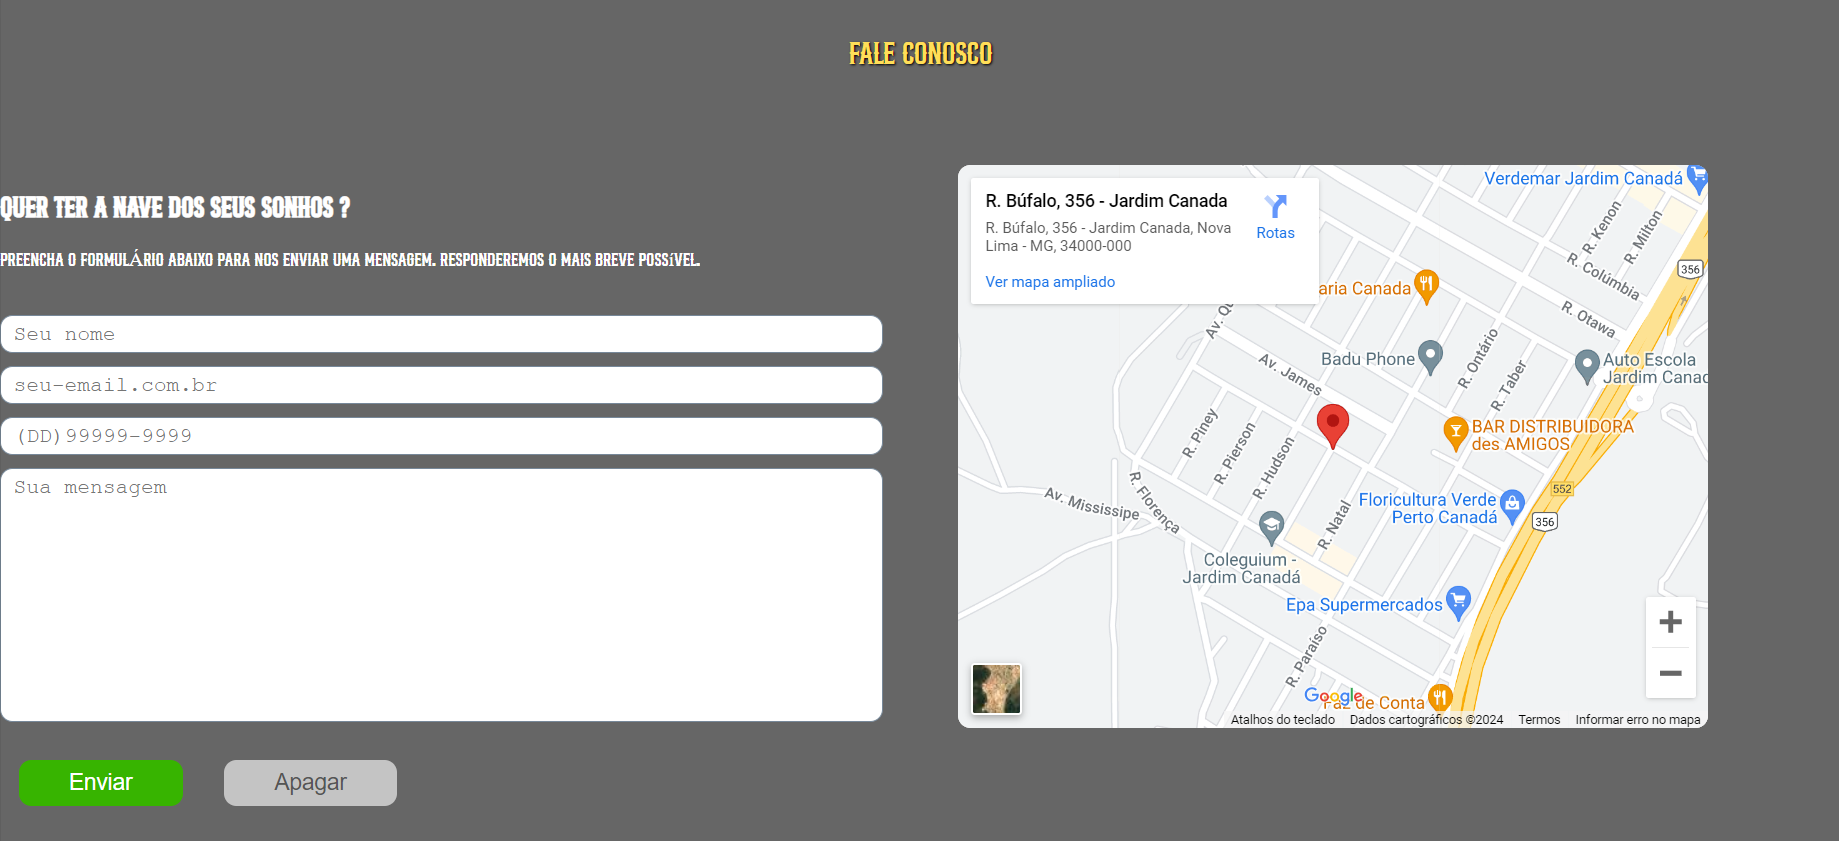 FALE CONOSCO
QUER TER A NAVE DOS SEUS SONHOS ?
PREENCHA O FORMULÁRIO ABAIXO PARA NOS ENVIAR UMA MENSAGEM. RESPONDEREMOS O MAIS BREVE POSSÍVEL.
Seu nome
seu-email.com.br
(DD)99999-9999
Sua mensagem
Enviar
Apagar
R. Búfalo, 356 - Jardim Canada
R. Búfalo, 356 - Jardim Canada, Nova
Lima - MG, 34000-000
Rotas
Ver mapa ampliado
Verdemar Jardim Canadá
R. Kenon
R. Milton
R. Colúmbia
356
R. Otawa
aria Canada
Av. Qu
Badu Phone
R. Ontário
Auto Escola
Jardim Canad
Av. James
R. Taber
R. Piney
R. Pierson
R. Hudson
BAR DISTRIBUIDORA
des AMIGOS
R. Florença
Av. Mississipe
552
Floricultura Verde
Perto Canadá
356
R. Natal
Coleguium -
Jardim Canadá
Epa Supermercados
R. Paraíso
Google
de Conta
Atalhos do teclado
Dados cartográficos ©2024
Termos
Informar erro no mapa